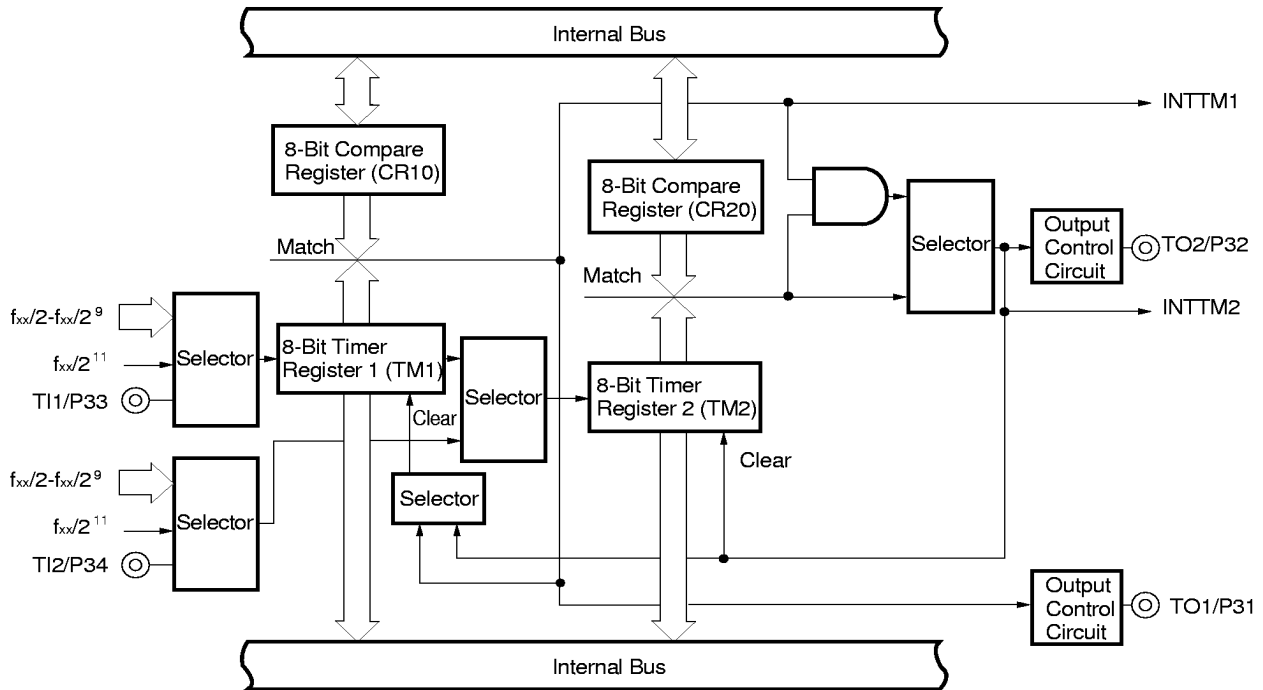 Internal Bus
INTTM1
8-Bit Compare
Register (CR10)
8-Bit Compare
Register (CR20)
Selector
Output
Control
Circuit
TO2/P32
Match
Match
INTTM2
fxx/2-fxx/2⁹
fxx/2¹¹
TI1/P33
Selector
8-Bit Timer
Register 1 (TM1)
Selector
8-Bit Timer
Register 2 (TM2)
Clear
Clear
fxx/2-fxx/2⁹
fxx/2¹¹
TI2/P34
Selector
Selector
Output
Control
Circuit
TO1/P31
Internal Bus